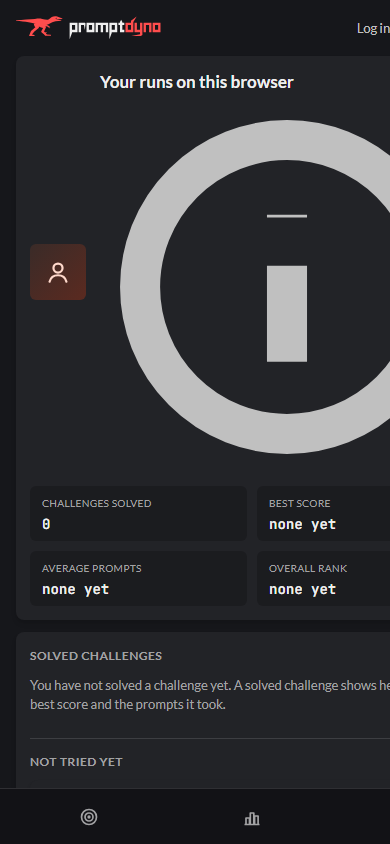 promptdyno
Log in
Your runs on this browser
CHALLENGES SOLVED
0
BEST SCORE
none yet
AVERAGE PROMPTS
none yet
OVERALL RANK
none yet
SOLVED CHALLENGES
You have not solved a challenge yet. A solved challenge shows
best score and the prompts it took.
NOT TRIED YET